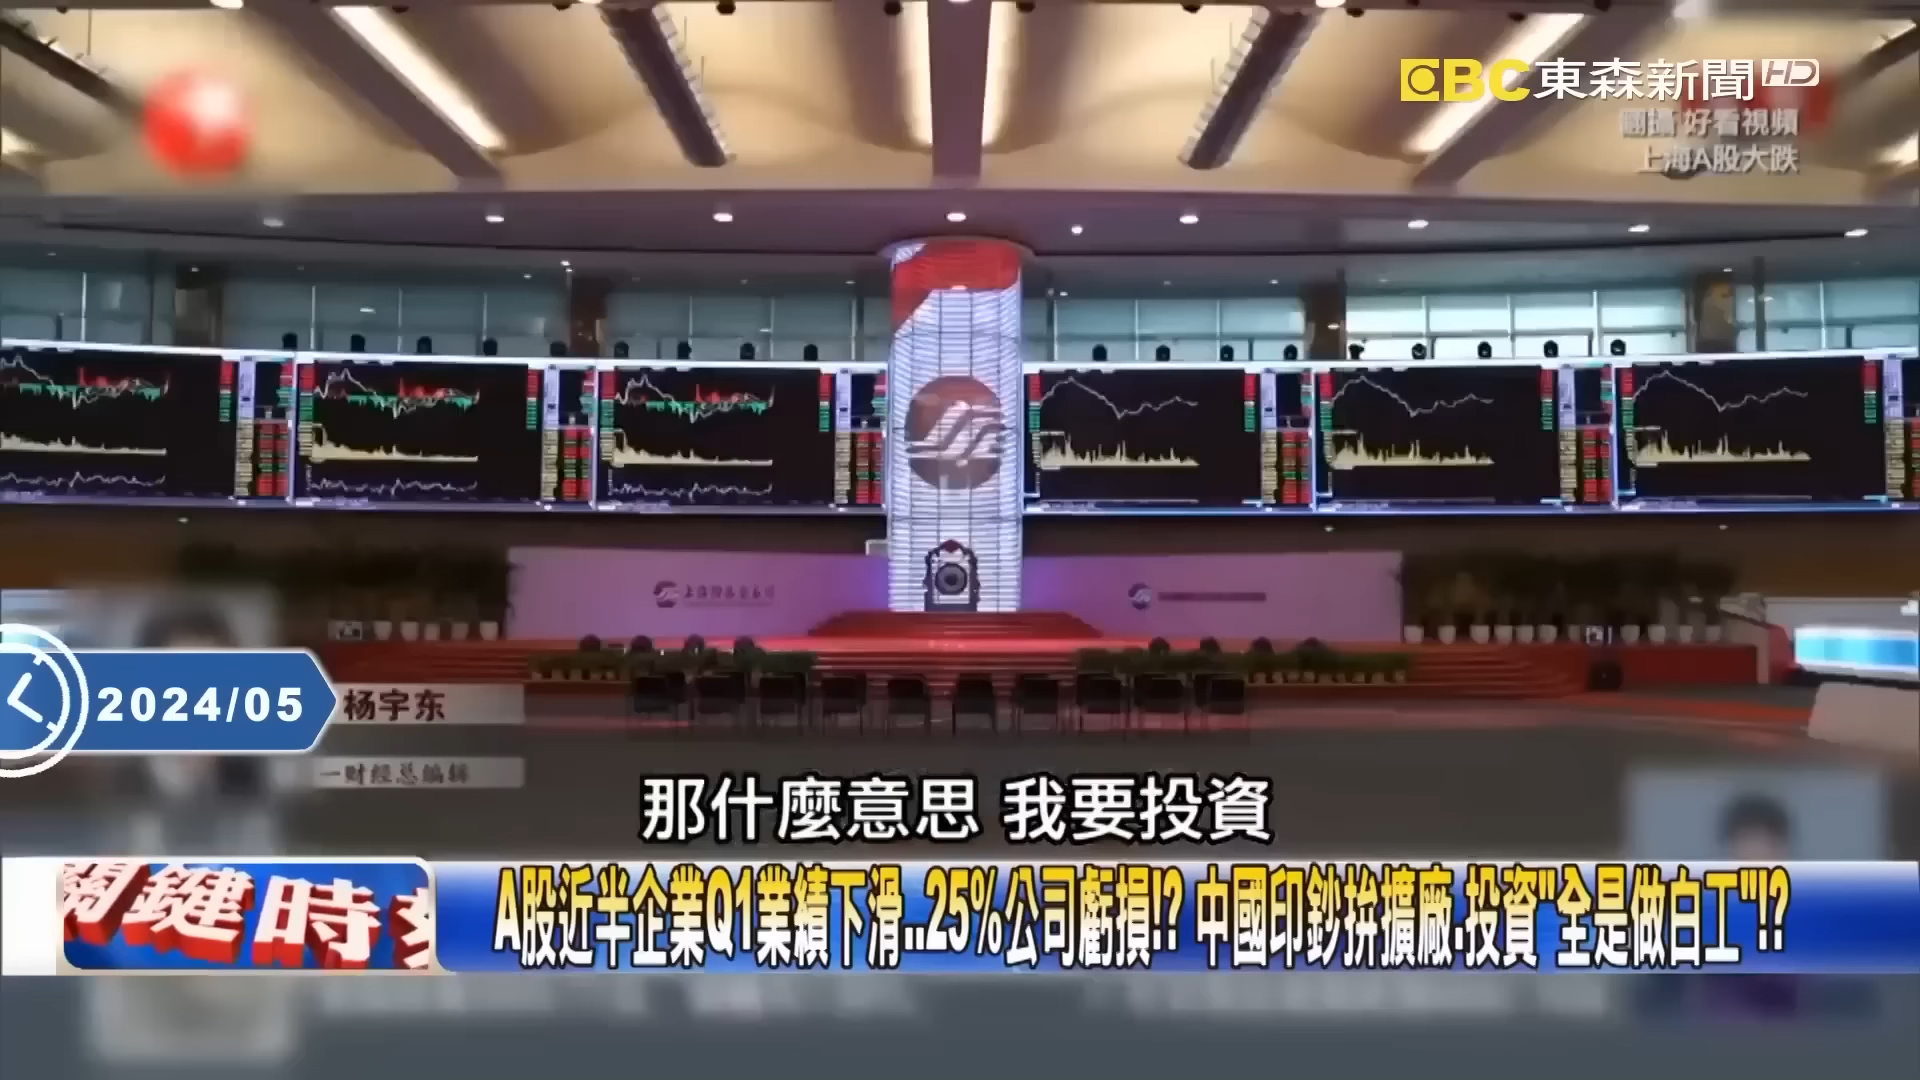 EBC東森新聞HD
翻攝 好看視頻
上海A股大跌
2024/05
杨宇东
一财经总编辑
那什麼意思 我要投資
關鍵時刻
A股近半企業Q1業績下滑..25%公司虧損!? 中國印鈔拚擴廠.投資"全是做白工"!?